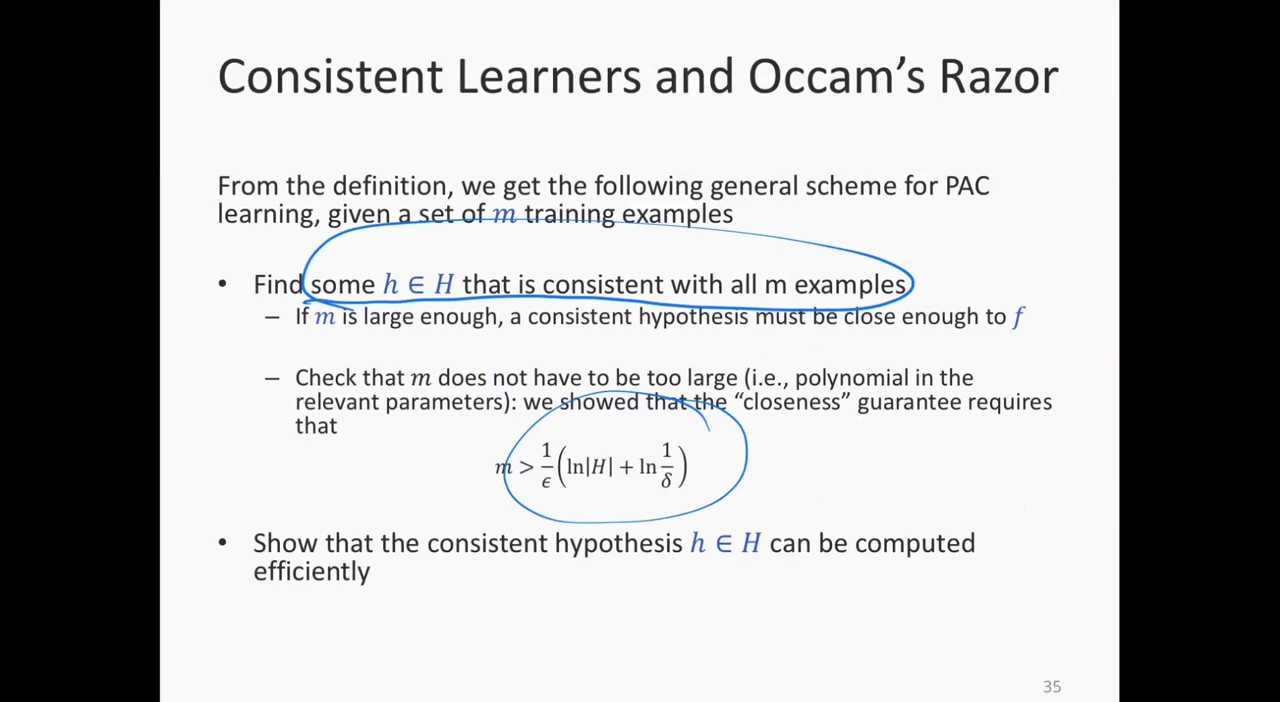 Consistent Learners and Occam’s Razor
From the definition, we get the following general scheme for PAC
learning, given a set of m training examples
• Find some h ∈ H that is consistent with all m examples
– If m is large enough, a consistent hypothesis must be close enough to f
– Check that m does not have to be too large (i.e., polynomial in the
relevant parameters): we showed that the “closeness” guarantee requires
that
m > 1/ϵ (ln|H| + ln 1/δ)
• Show that the consistent hypothesis h ∈ H can be computed
efficiently
35